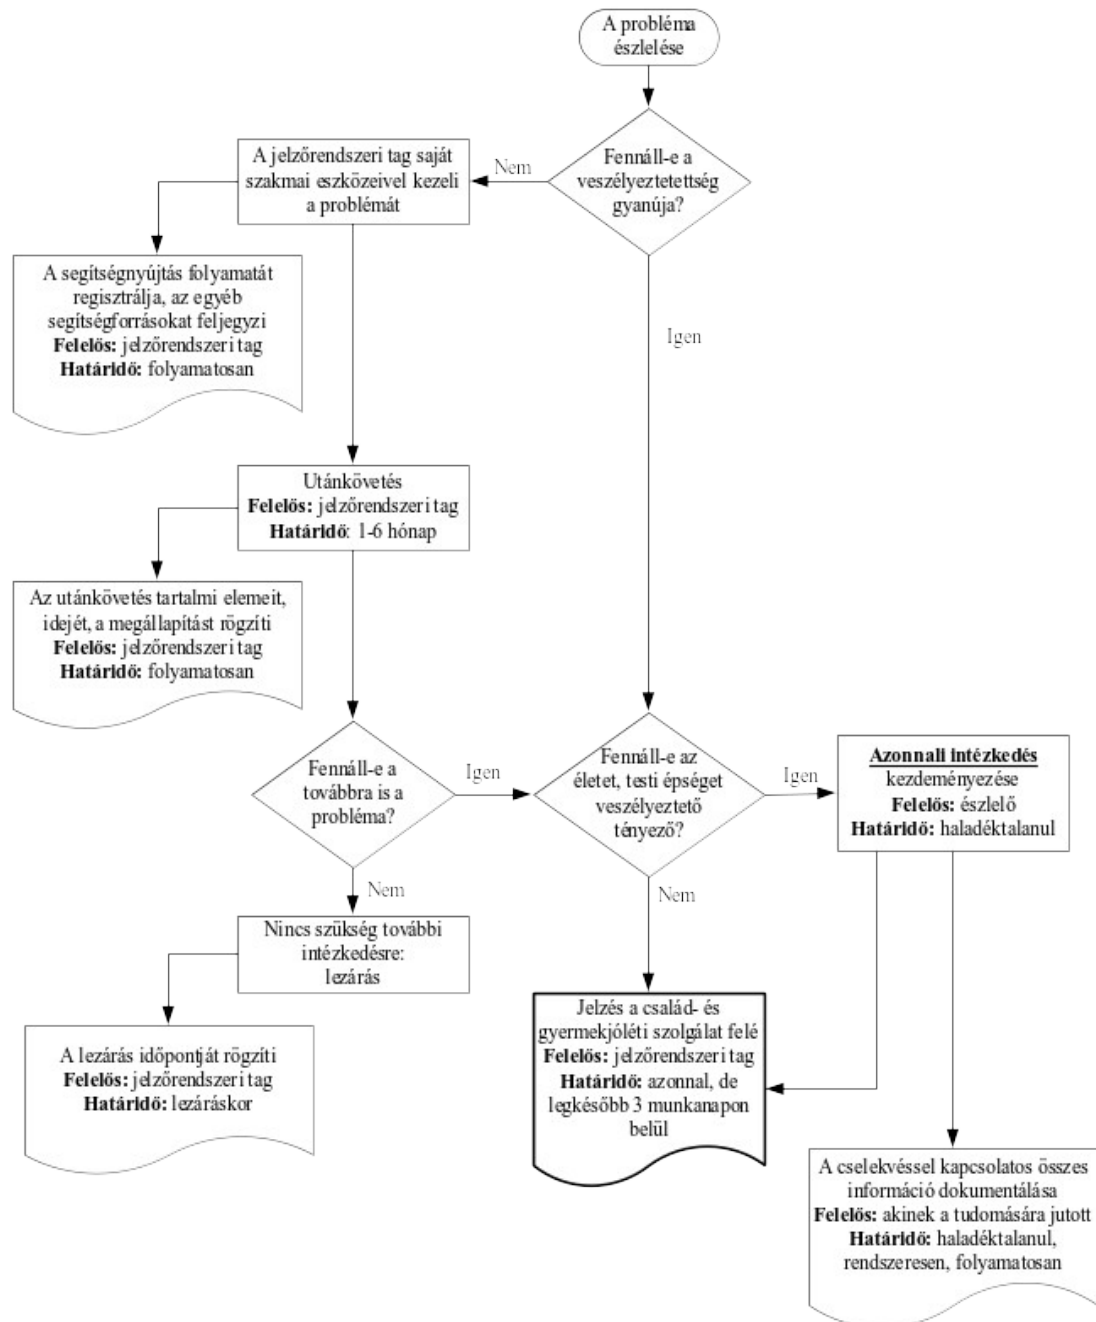 A probléma
észlelése
Fennáll-e a
veszélyeztetettség
gyanúja?
Nem
A jelzőrendszeri tag saját
szakmai eszközeivel kezeli
a problémát
A segítségnyújtás folyamatát
regisztrálja, az egyéb
segítségforrásokat feljegyzi
Felelős: jelzőrendszeri tag
Határidő: folyamatosan
Igen
Utánkövetés
Felelős: jelzőrendszeri tag
Határidő: 1-6 hónap
Az utánkövetés tartalmi elemeit,
idejét, a megállapítást rögzíti
Felelős: jelzőrendszeri tag
Határidő: folyamatosan
Fennáll-e a
továbbra is a
probléma?
Igen
Fennáll-e az
életet, testi épséget
veszélyeztető
tényező?
Igen
Azonnali intézkedés
kezdeményezése
Felelős: észlelő
Határidő: haladéktalanul
Nem
Nem
Nincs szükség további
intézkedésre:
lezárás
A lezárás időpontját rögzíti
Felelős: jelzőrendszeri tag
Határidő: lezáráskor
Jelzés a család- és
gyermekjóléti szolgálat felé
Felelős: jelzőrendszeri tag
Határidő: azonnal, de
legkésőbb 3 munkanapon
belül
A cselekvéssel kapcsolatos összes
információ dokumentálása
Felelős: akinek a tudomására jutott
Határidő: haladéktalanul,
rendszeresen, folyamatosan